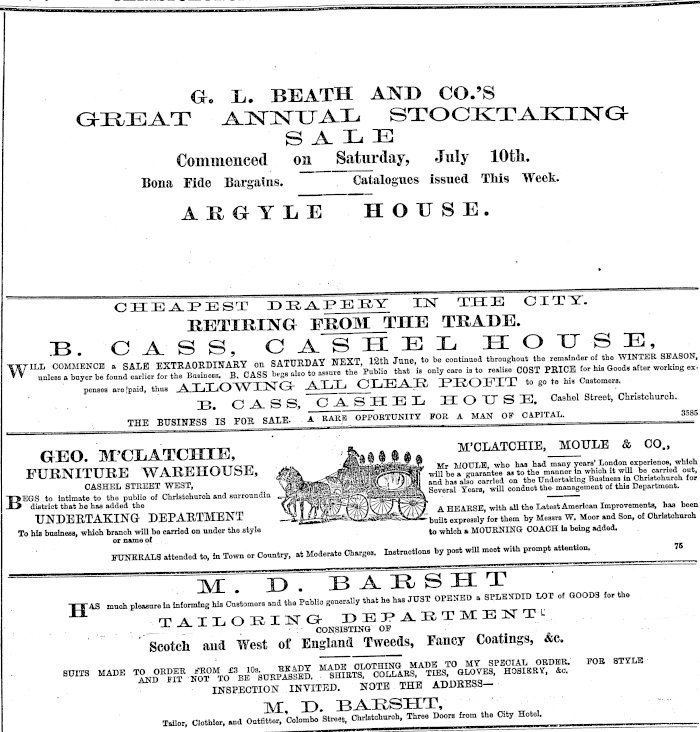 G. L. BEATH AND CO.'S
GREAT ANNUAL STOCKTAKING
SALE
Commenced on Saturday, July 10th.
Bona Fide Bargains. Catalogues issued This Week.
ARGYLE HOUSE.
CHEAPEST DRAPERY IN THE CITY.
RETIRING FROM THE TRADE.
B. CASS, CASHEL HOUSE,
WILL COMMENCE a SALE EXTRAORDINARY on SATURDAY NEXT, 12th June, to be continued throughout the remainder of the WINTER SEASON,
unless a buyer be found earlier for the Business. B. CASS begs also to assure the Public that is only care is to realise COST PRICE for his Goods after working ex-
penses are paid, thus ALLOWING ALL CLEAR PROFIT to go to his Customers.
B. CASS, CASHEL HOUSE, Cashel Street, Christchurch.
THE BUSINESS IS FOR SALE. A RARE OPPORTUNITY FOR A MAN OF CAPITAL. 3585
GEO. M'CLATCHIE,
FURNITURE WAREHOUSE,
CASHEL STREET WEST,
BEGS to intimate to the public of Christchurch and surroundin
district that he has added the
UNDERTAKING DEPARTMENT
To his business, which branch will be carried on under the style
or name of
M'CLATCHIE, MOULE & CO.,
Mr MOULE, who has had many years' London experience, which
will be a guarantee as to the manner in which it will be carried out,
and has also carried on the Undertaking Business in Christchurch for
Several Years, will conduct the management of this Department.
A HEARSE, with all the Latest American Improvements, has been
built expressly for them by Messrs W. Moor and Son, of Christchurch
to which a MOURNING COACH is being added.
FUNERALS attended to, in Town or Country, at Moderate Charges. Instructions by post will meet with prompt attention. 75
M. D. BARSHT
HAS much pleasure in informing his Customers and the Public generally that he has JUST OPENED a SPLENDID LOT of GOODS for the
TAILORING DEPARTMENT
CONSISTING OF
Scotch and West of England Tweeds, Fancy Coatings, &c.
SUITS MADE TO ORDER FROM £3 10s. READY MADE CLOTHING MADE TO MY SPECIAL ORDER. FOR STYLE
AND FIT NOT TO BE SURPASSED. SHIRTS, COLLARS, TIES, GLOVES, HOSIERY, &c.
INSPECTION INVITED. NOTE THE ADDRESS—
M. D. BARSHT,
Tailor, Clothier, and Outfitter, Colombo Street, Christchurch, Three Doors from the City Hotel.